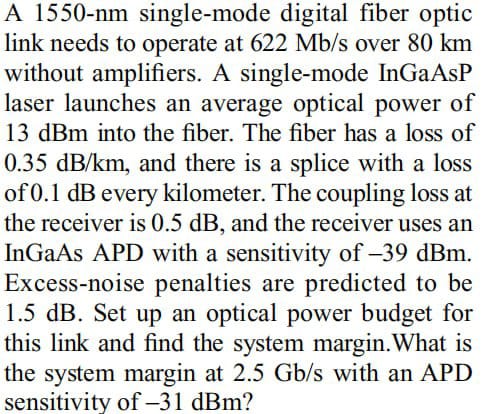 A 1550-nm single-mode digital fiber optic
link needs to operate at 622 Mb/s over 80 km
without amplifiers. A single-mode InGaAsP
laser launches an average optical power of
13 dBm into the fiber. The fiber has a loss of
0.35 dB/km, and there is a splice with a loss
of 0.1 dB every kilometer. The coupling loss at
the receiver is 0.5 dB, and the receiver uses an
InGaAs APD with a sensitivity of –39 dBm.
Excess-noise penalties are predicted to be
1.5 dB. Set up an optical power budget for
this link and find the system margin.What is
the system margin at 2.5 Gb/s with an APD
sensitivity of –31 dBm?